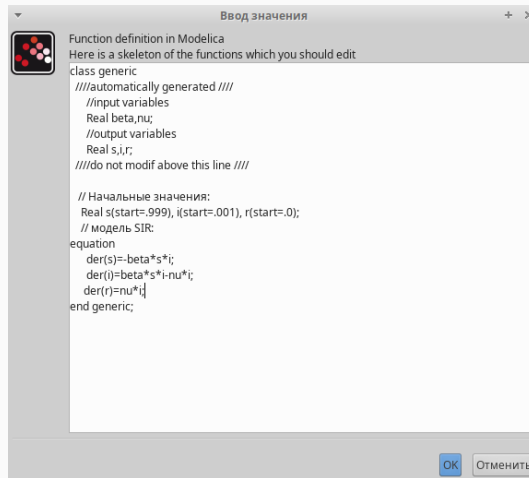 Ввод значения
Function definition in Modelica
Here is a skeleton of the functions which you should edit
class generic
////automatically generated ////
//input variables
Real beta,nu;
//output variables
Real s,i,r;
////do not modif above this line ////
// Начальные значения:
Real s(start=.999), i(start=.001), r(start=.0);
// модель SIR:
equation
der(s)=-beta*s*i;
der(i)=beta*s*i-nu*i;
der(r)=nu*i;
end generic;
OK Отменить